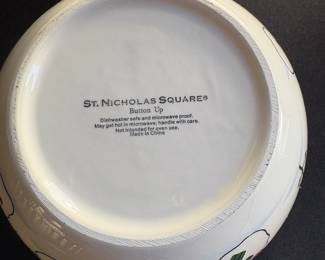 ST. NICHOLAS SQUARE®
Button Up
Dishwasher safe and microwave proof.
May get hot in microwave; handle with care.
Not intended for oven use.
Made in China